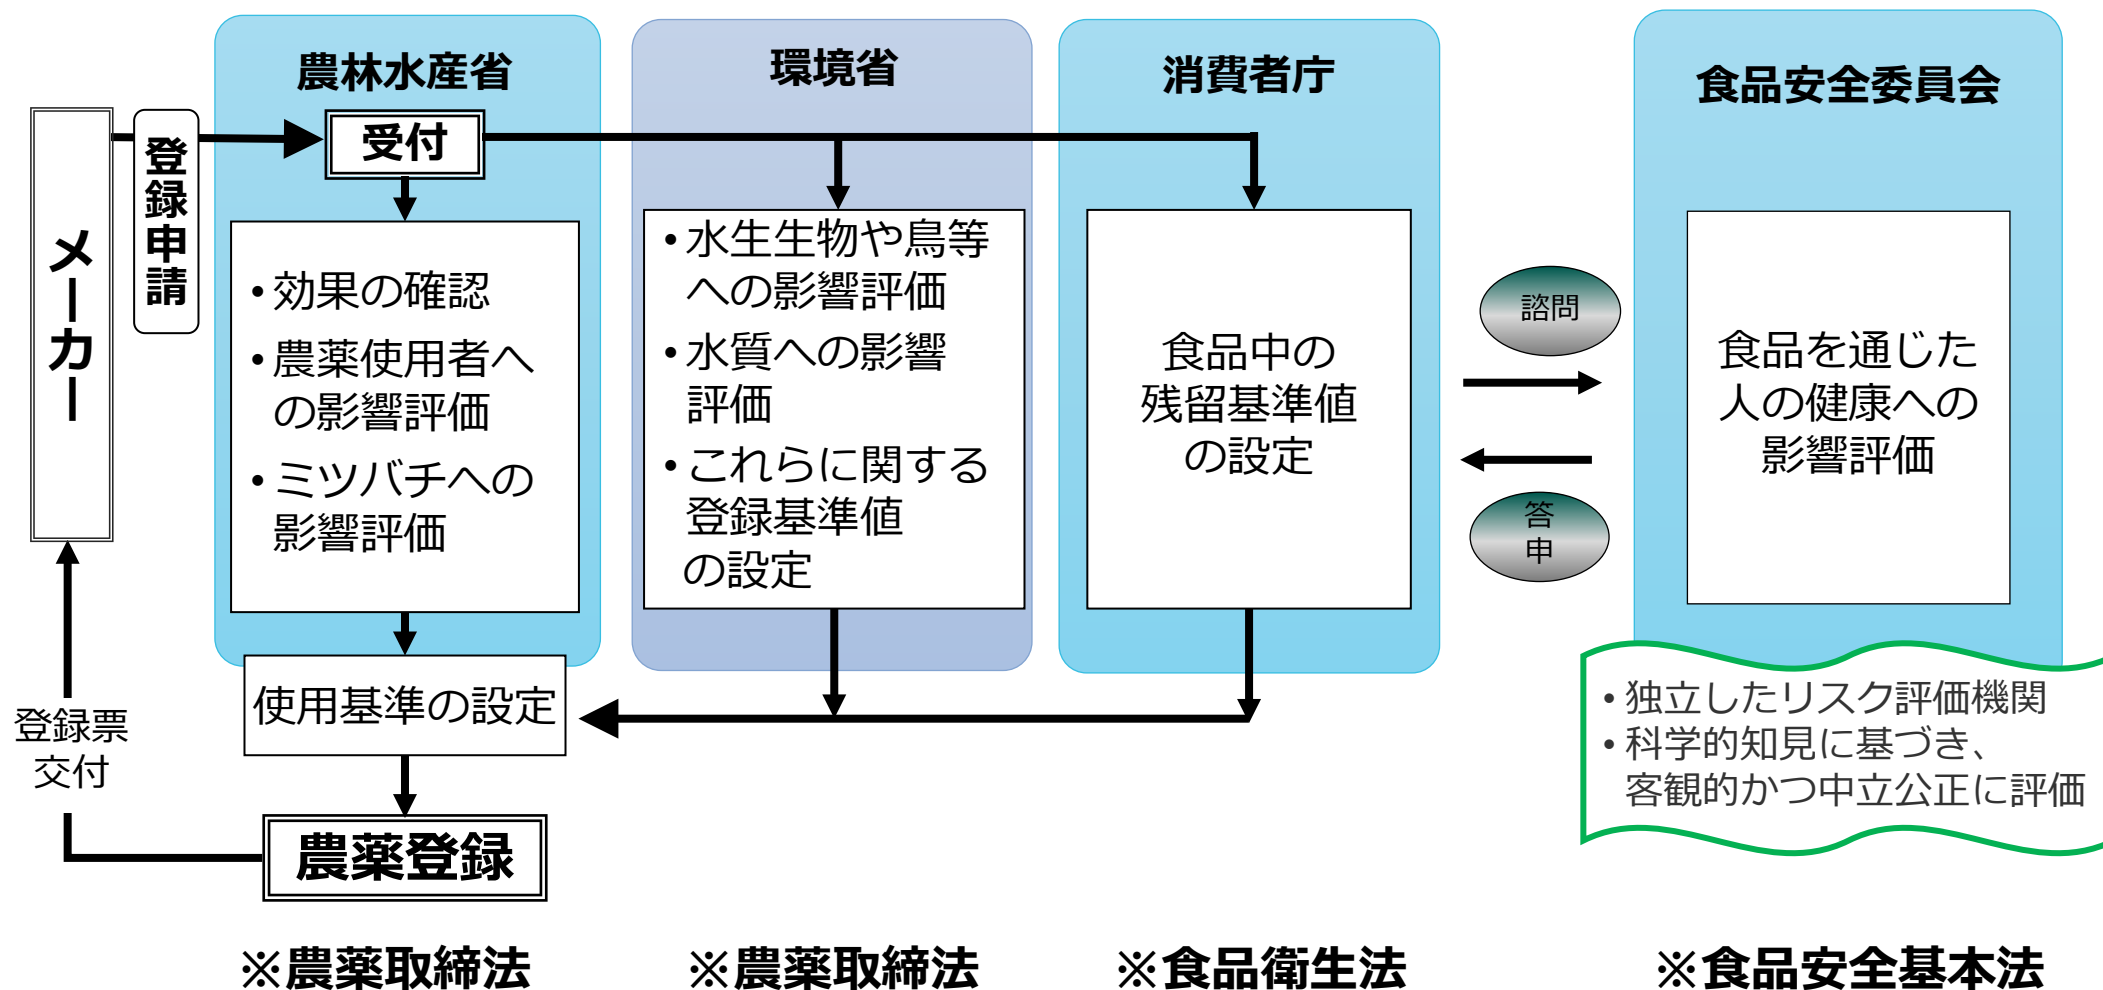 農林水産省
環境省
消費者庁
食品安全委員会
メーカー
登録申請
受付
・効果の確認
・農薬使用者へ
の影響評価
・ミツバチへの
影響評価
・水生生物や鳥等
への影響評価
・水質への影響
評価
・これらに関する
登録基準値
の設定
食品中の
残留基準値
の設定
諮問
答
申
食品を通じた
人の健康への
影響評価
使用基準の設定
農薬登録
登録票
交付
・独立したリスク評価機関
・科学的知見に基づき、
客観的かつ中立公正に評価
※農薬取締法
※農薬取締法
※食品衛生法
※食品安全基本法